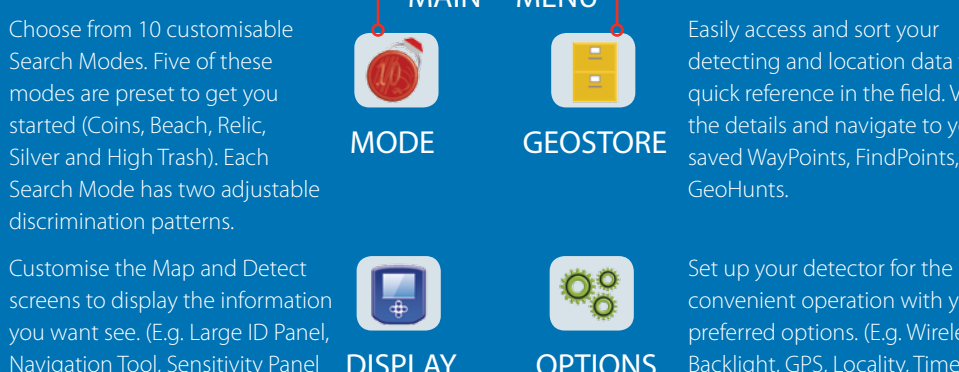 MAIN MENU
Choose from 10 customisable
Search Modes. Five of these
modes are preset to get you
started (Coins, Beach, Relic,
Silver and High Trash). Each
Search Mode has two adjustable
discrimination patterns.
MODE
GEOSTORE
Easily access and sort your
detecting and location data
quick reference in the field.
the details and navigate to
saved WayPoints, FindPoints,
GeoHunts.
Customise the Map and Detect
screens to display the information
you want see. (E.g. Large ID Panel,
Navigation Tool, Sensitivity Panel
DISPLAY
OPTIONS
Set up your detector for the
convenient operation with
preferred options. (E.g.
Backlight, GPS, Locality, Time